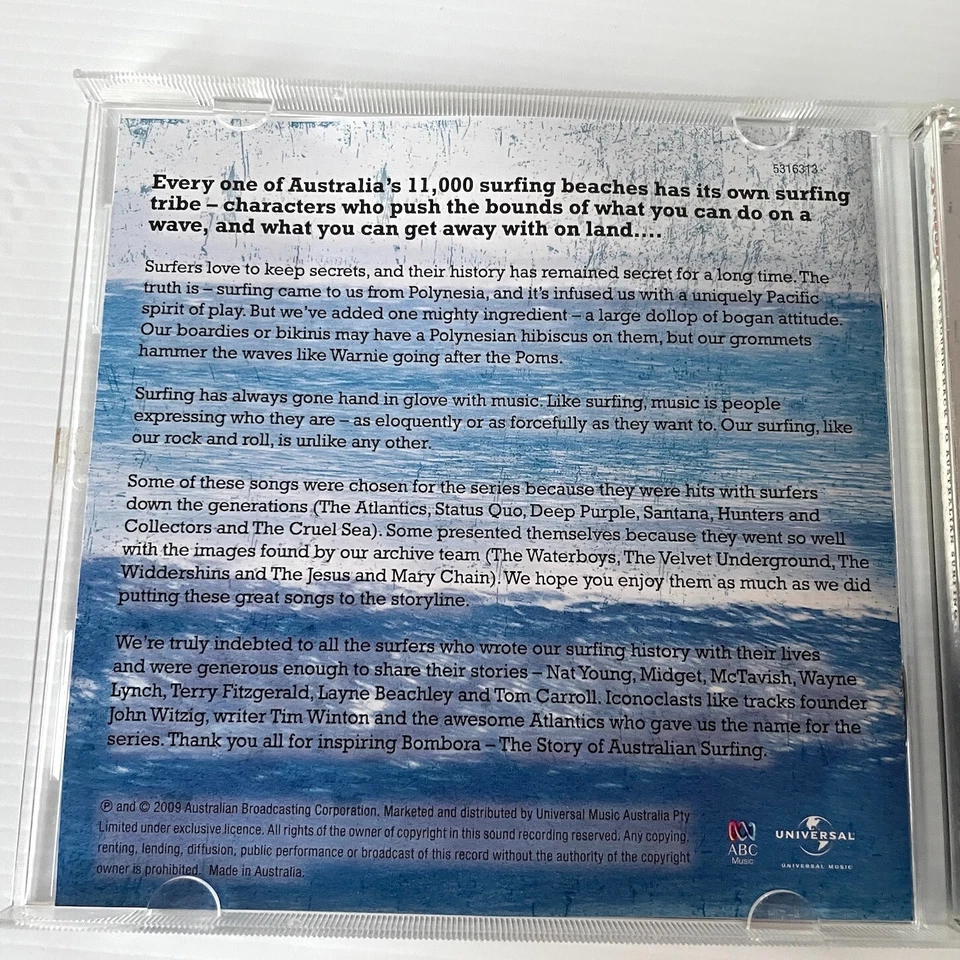 5316313
Every one of Australia's 11,000 surfing beaches has its own surfing
tribe – characters who push the bounds of what you can do on a
wave, and what you can get away with on land....
Surfers love to keep secrets, and their history has remained secret for a long time. The
truth is – surfing came to us from Polynesia, and it's infused us with a uniquely Pacific
spirit of play. But we've added one mighty ingredient – a large dollop of bogan attitude.
Our boardies or bikinis may have a Polynesian hibiscus on them, but our grommets
hammer the waves like Warnie going after the Poms.
Surfing has always gone hand in glove with music. Like surfing, music is people
expressing who they are – as eloquently or as forcefully as they want to. Our surfing, like
our rock and roll, is unlike any other.
Some of these songs were chosen for the series because they were hits with surfers
down the generations (The Atlantics, Status Quo, Deep Purple, Santana, Hunters and
Collectors and The Cruel Sea). Some presented themselves because they went so well
with the images found by our archive team (The Waterboys, The Velvet Underground, The
Widdershins and The Jesus and Mary Chain). We hope you enjoy them as much as we did
putting these great songs to the storyline.
We're truly indebted to all the surfers who wrote our surfing history with their lives
and were generous enough to share their stories – Nat Young, Midget, McTavish, Wayne
Lynch, Terry Fitzgerald, Layne Beachley and Tom Carroll. Iconoclasts like tracks founder
John Witzig, writer Tim Winton and the awesome Atlantics who gave us the name for the
series. Thank you all for inspiring Bombora – The Story of Australian Surfing.
℗ and © 2009 Australian Broadcasting Corporation. Marketed and distributed by Universal Music Australia Pty
Limited under exclusive licence. All rights of the owner of copyright in this sound recording reserved. Any copying,
renting, lending, diffusion, public performance or broadcast of this record without the authority of the copyright
owner is prohibited. Made in Australia.
ABC
Music
UNIVERSAL
UNIVERSAL MUSIC